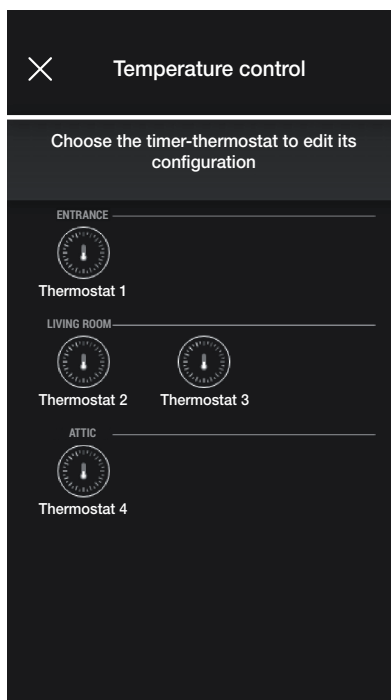 Temperature control
Choose the timer-thermostat to edit its
configuration
ENTRANCE
Thermostat 1
LIVING ROOM
Thermostat 2 Thermostat 3
ATTIC
Thermostat 4